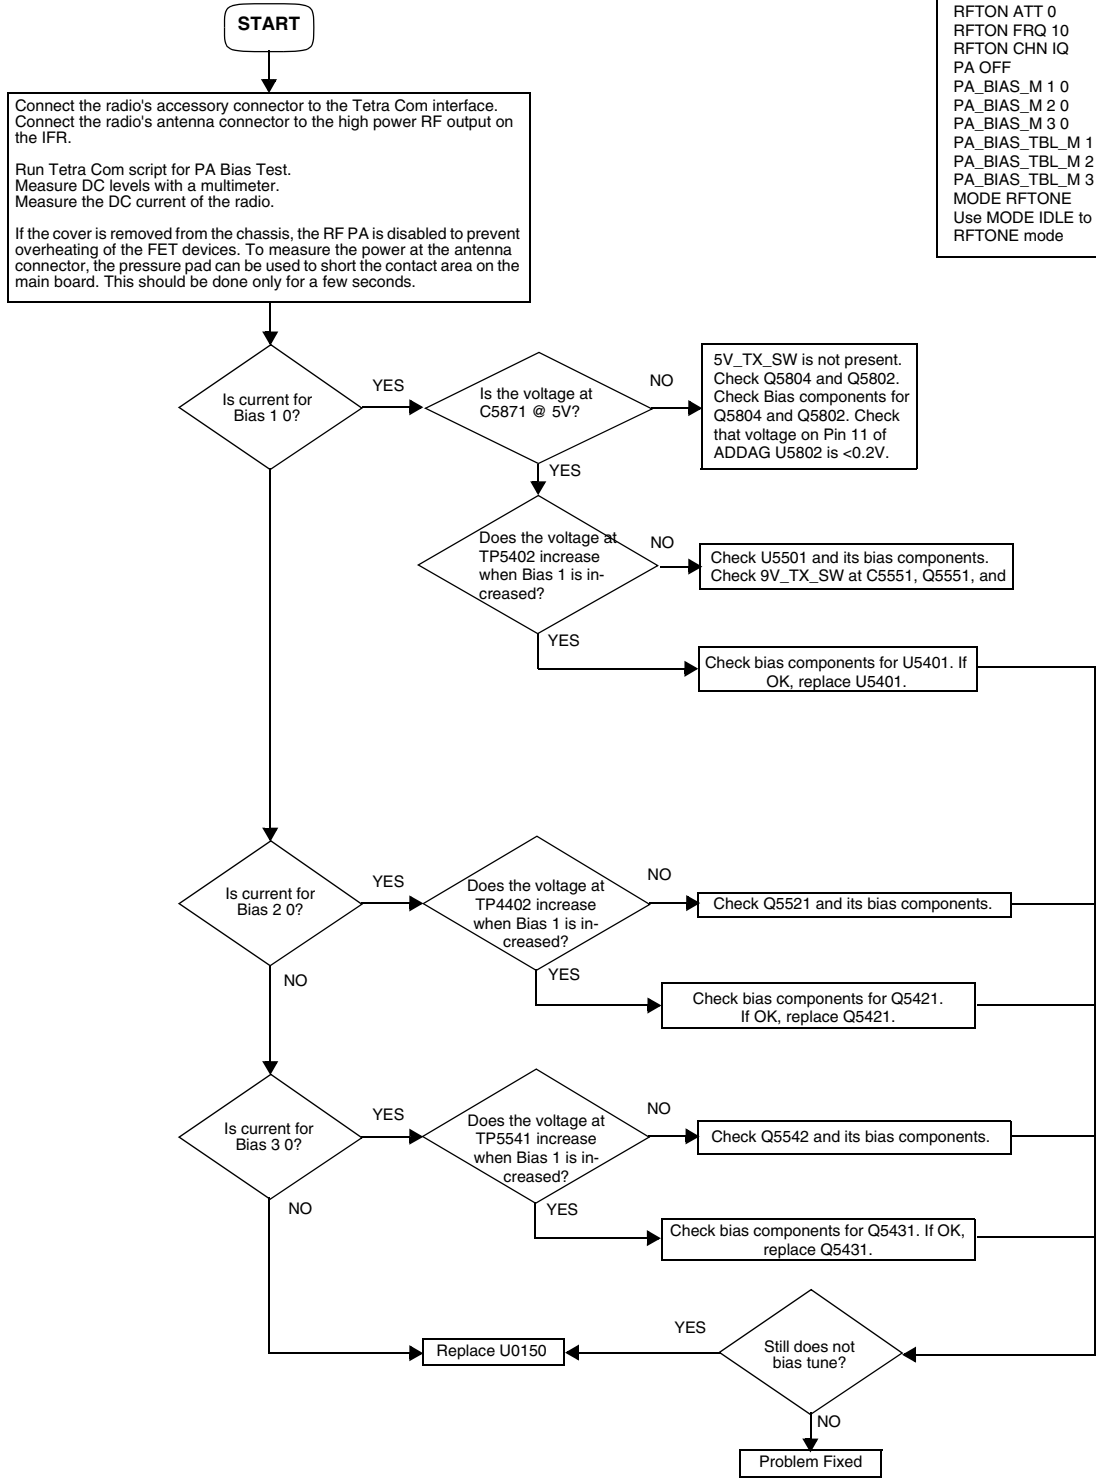 START
RFTON ATT 0
RFTON FRQ 10
RFTON CHN IQ
PA OFF
PA_BIAS_M 1 0
PA_BIAS_M 2 0
PA_BIAS_M 3 0
PA_BIAS_TBL_M 1
PA_BIAS_TBL_M 2
PA_BIAS_TBL_M 3
MODE RFTONE
Use MODE IDLE to
RFTONE mode
Connect the radio's accessory connector to the Tetra Com interface.
Connect the radio's antenna connector to the high power RF output on
the IFR.
Run Tetra Com script for PA Bias Test.
Measure DC levels with a multimeter.
Measure the DC current of the radio.
If the cover is removed from the chassis, the RF PA is disabled to prevent
overheating of the FET devices. To measure the power at the antenna
connector, the pressure pad can be used to short the contact area on the
main board. This should be done only for a few seconds.
Is current for
Bias 1 0?
YES
Is the voltage at
C5871 @ 5V?
NO
5V_TX_SW is not present.
Check Q5804 and Q5802.
Check Bias components for
Q5804 and Q5802. Check
that voltage on Pin 11 of
ADDAG U5802 is <0.2V.
YES
Does the voltage at
TP5402 increase
when Bias 1 is in-
creased?
NO
Check U5501 and its bias components.
Check 9V_TX_SW at C5551, Q5551, and
YES
Check bias components for U5401. If
OK, replace U5401.
Is current for
Bias 2 0?
YES
Does the voltage at
TP4402 increase
when Bias 1 is in-
creased?
NO
Check Q5521 and its bias components.
YES
Check bias components for Q5421.
If OK, replace Q5421.
NO
Is current for
Bias 3 0?
YES
Does the voltage at
TP5541 increase
when Bias 1 is in-
creased?
NO
Check Q5542 and its bias components.
YES
Check bias components for Q5431. If OK,
replace Q5431.
NO
Replace U0150
YES
Still does not
bias tune?
NO
Problem Fixed